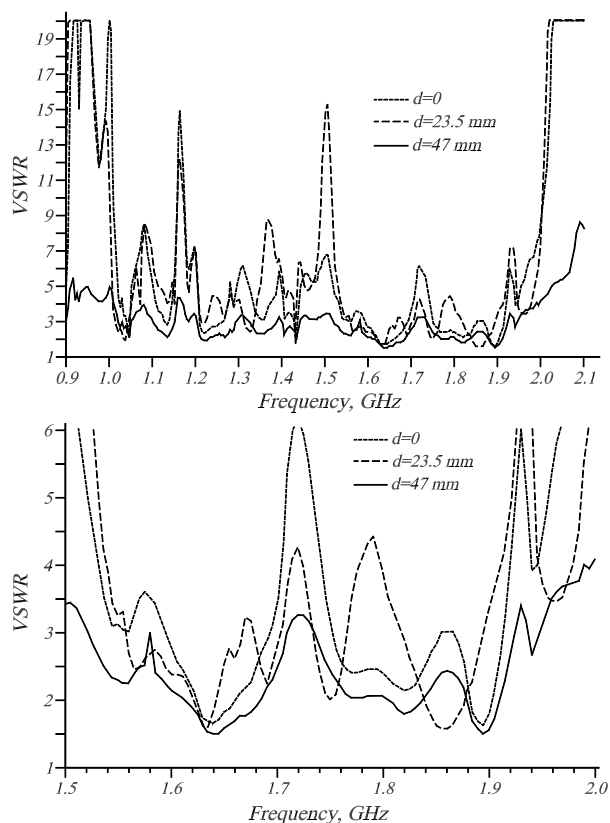 19
17
15
13
11
9
7
5
3
1
VSWR
d=0
d=23.5 mm
d=47 mm
0.9 1.0 1.1 1.2 1.3 1.4 1.5 1.6 1.7 1.8 1.9 2.0 2.1
Frequency, GHz
6
5
4
3
2
1
VSWR
d=0
d=23.5 mm
d=47 mm
1.5 1.6 1.7 1.8 1.9 2.0
Frequency, GHz